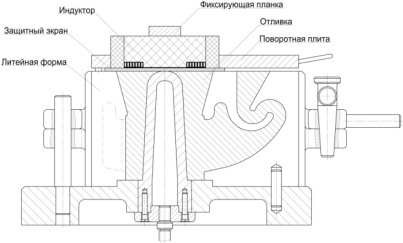 Фиксирующая планка
Индуктор
Отливка
Защитный экран
Поворотная плита
Литейная форма